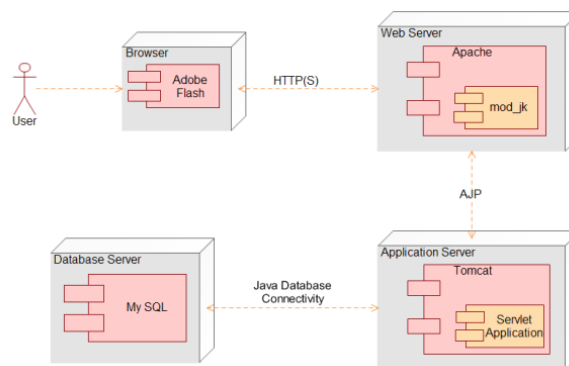 Web Server
Apache
mod_jk
Browser
Adobe
Flash
HTTP(S)
User
AJP
Application Server
Tomcat
Servlet
Application
Database Server
My SQL
Java Database
Connectivity